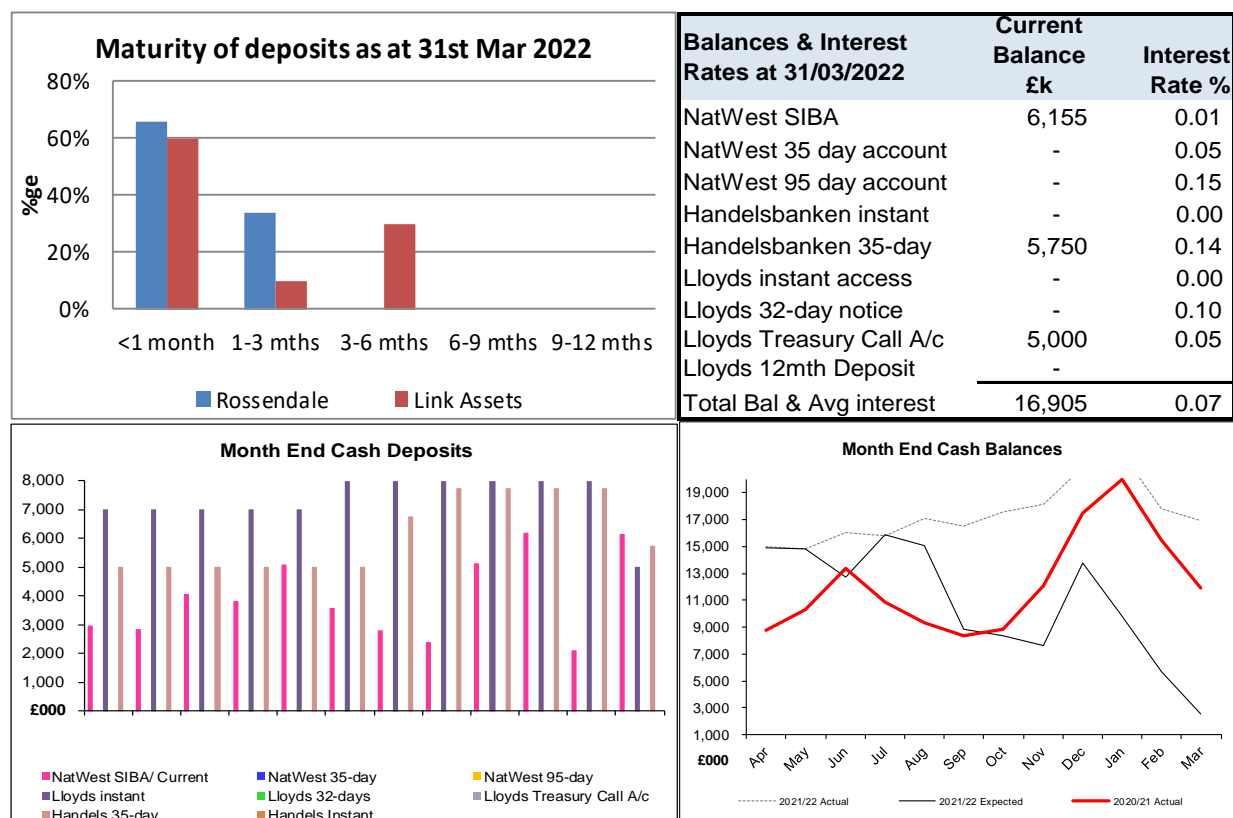 Maturity of deposits as at 31st Mar 2022
80%
60%
40%
20%
0%
%ge
<1 month 1-3 mths 3-6 mths 6-9 mths 9-12 mths
Rossendale Link Assets
Balances & Interest Rates at 31/03/2022 Current Balance £k Interest Rate %
NatWest SIBA 6,155 0.01
NatWest 35 day account - 0.05
NatWest 95 day account - 0.15
Handelsbanken instant - 0.00
Handelsbanken 35-day 5,750 0.14
Lloyds instant access - 0.00
Lloyds 32-day notice - 0.10
Lloyds Treasury Call A/c 5,000 0.05
Lloyds 12mth Deposit -
Total Bal & Avg interest 16,905 0.07
Month End Cash Deposits
8,000
7,000
6,000
5,000
4,000
3,000
2,000
1,000
£000
NatWest SIBA/ Current NatWest 35-day NatWest 95-day
Lloyds instant Lloyds 32-days Lloyds Treasury Call A/c
Handels 35-day Handels Instant
Month End Cash Balances
19,000
17,000
15,000
13,000
11,000
9,000
7,000
5,000
3,000
1,000
£000
Apr May Jun Jul Aug Sep Oct Nov Dec Jan Feb Mar
2021/22 Actual 2021/22 Expected 2020/21 Actual